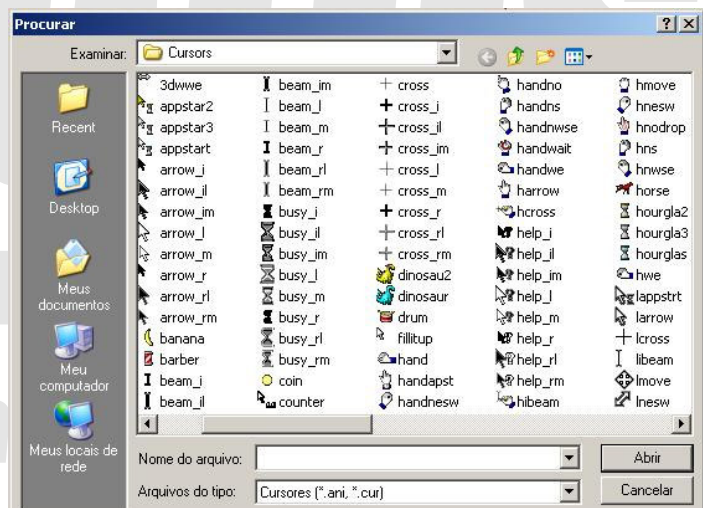 Procurar
Examinar: Cursors
Recent
Desktop
Meus
documentos
Meu
computador
Meus locais de
rede
3dwwe
appstar2
appstar3
appstart
arrow_i
arrow_il
arrow_im
arrow_l
arrow_m
arrow_r
arrow_rl
arrow_rm
banana
barber
beam_i
beam_il
beam_im
beam_l
beam_m
beam_r
beam_rl
beam_rm
busy_i
busy_il
busy_im
busy_l
busy_m
busy_r
busy_rl
busy_rm
coin
counter
cross
cross_i
cross_il
cross_im
cross_l
cross_m
cross_r
cross_rl
cross_rm
dinosau2
dinosaur
drum
fillitup
hand
handapst
handnesw
handno
handns
handnwse
handwait
handwe
harrow
hcross
help_i
help_il
help_im
help_l
help_m
help_r
help_rl
help_rm
hibeam
hmove
hnesw
hnodrop
hns
hnwse
horse
hourgla2
hourgla3
hourglas
hwe
lappstrt
larrow
lcross
libeam
lmove
lnesw
Nome do arquivo:
Abrir
Arquivos do tipo: Cursores (*.ani, *.cur)
Cancelar